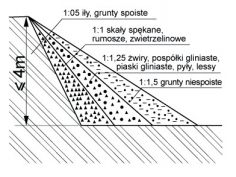 1:05 iły, grunty spoiste
1:1 skały spękane,
rumosze, zwietrzelinowe
1:1,25 żwiry, pospółki gliniaste,
piaski gliniaste, pyły, lessy
1:1,5 grunty niespoiste
≤ 4m